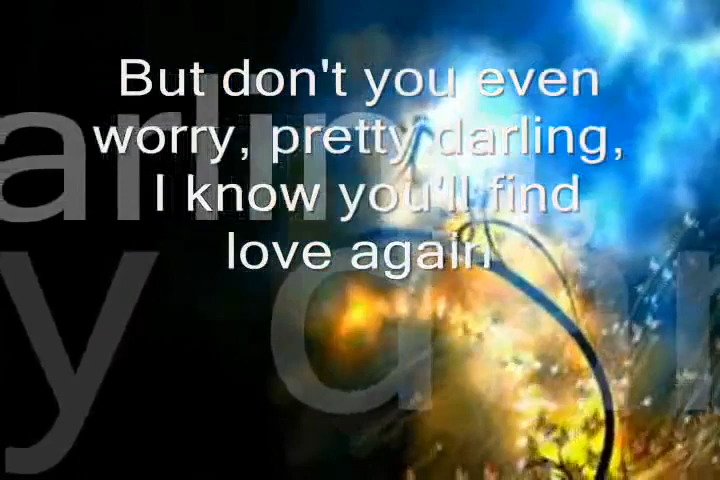 But don't you even
worry, pretty darling,
I know you'll find
love again